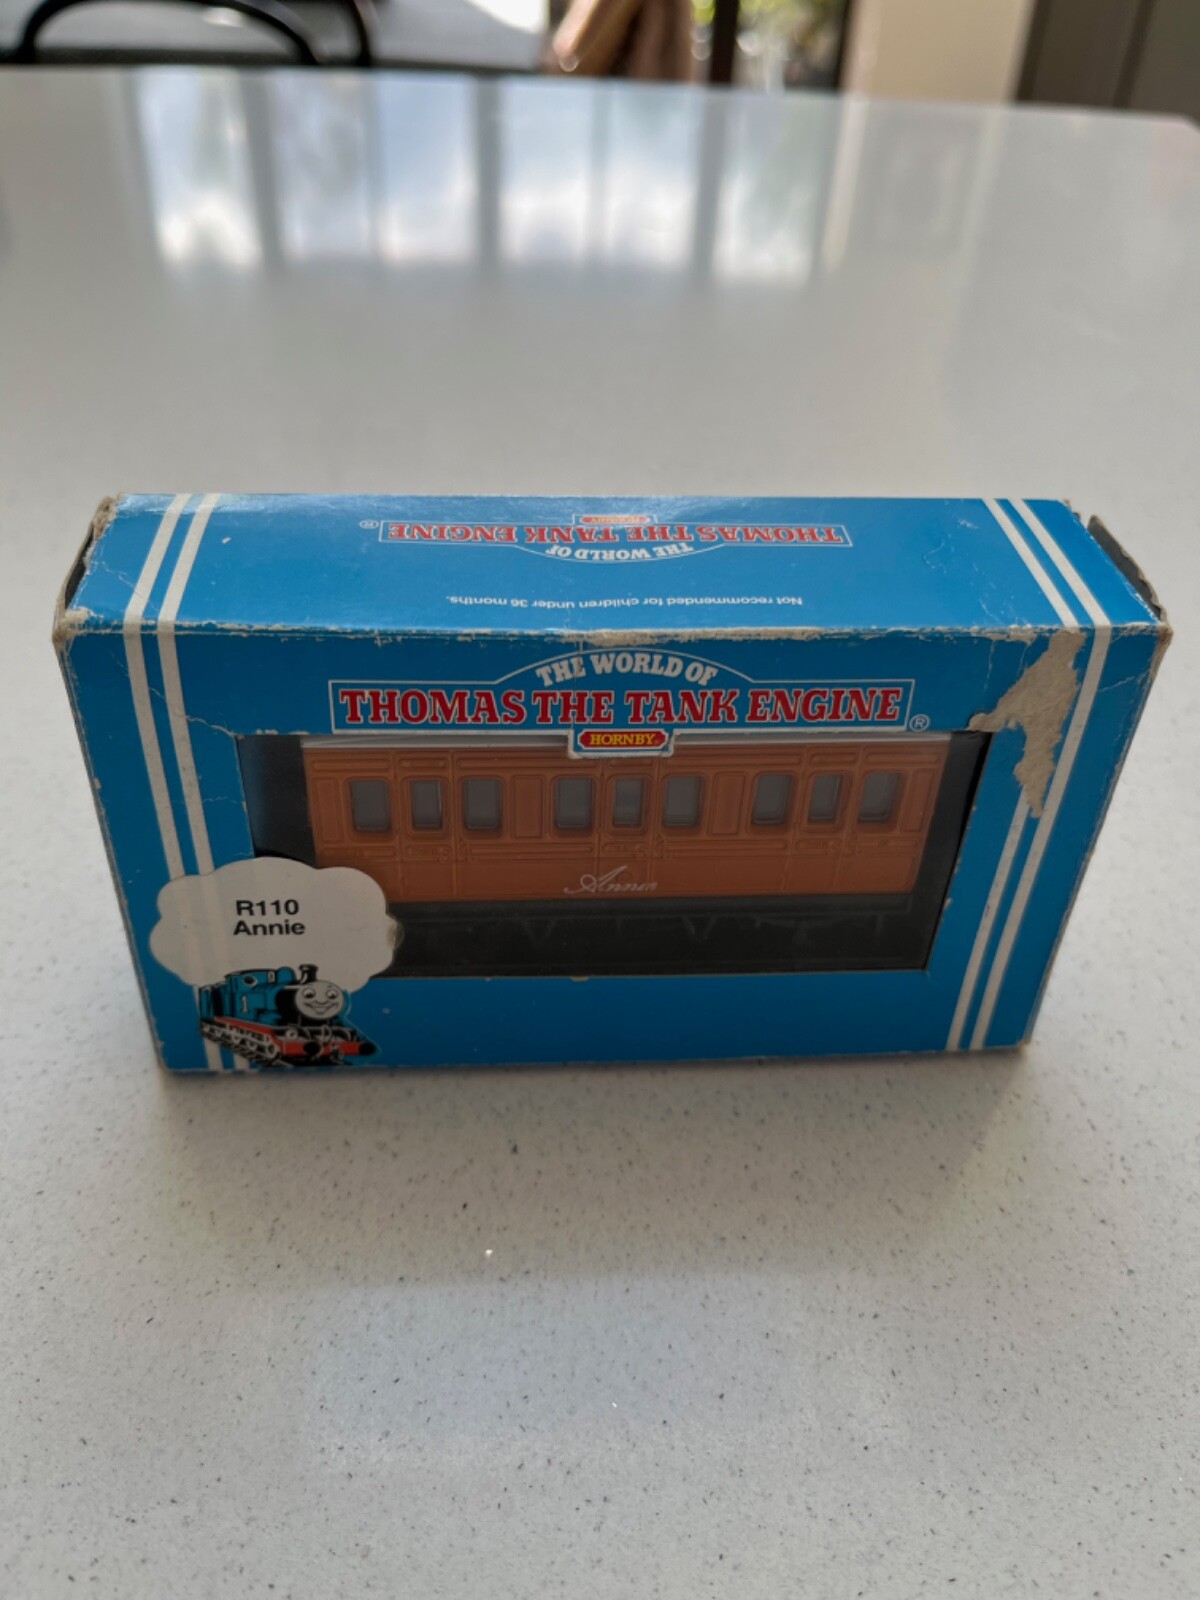 THOMAS THE TANK ENGINE ®
THE WORLD OF
Not recommended for children under 36 months.
THE WORLD OF
THOMAS THE TANK ENGINE ®
HORNBY
Annie
R110
Annie
1